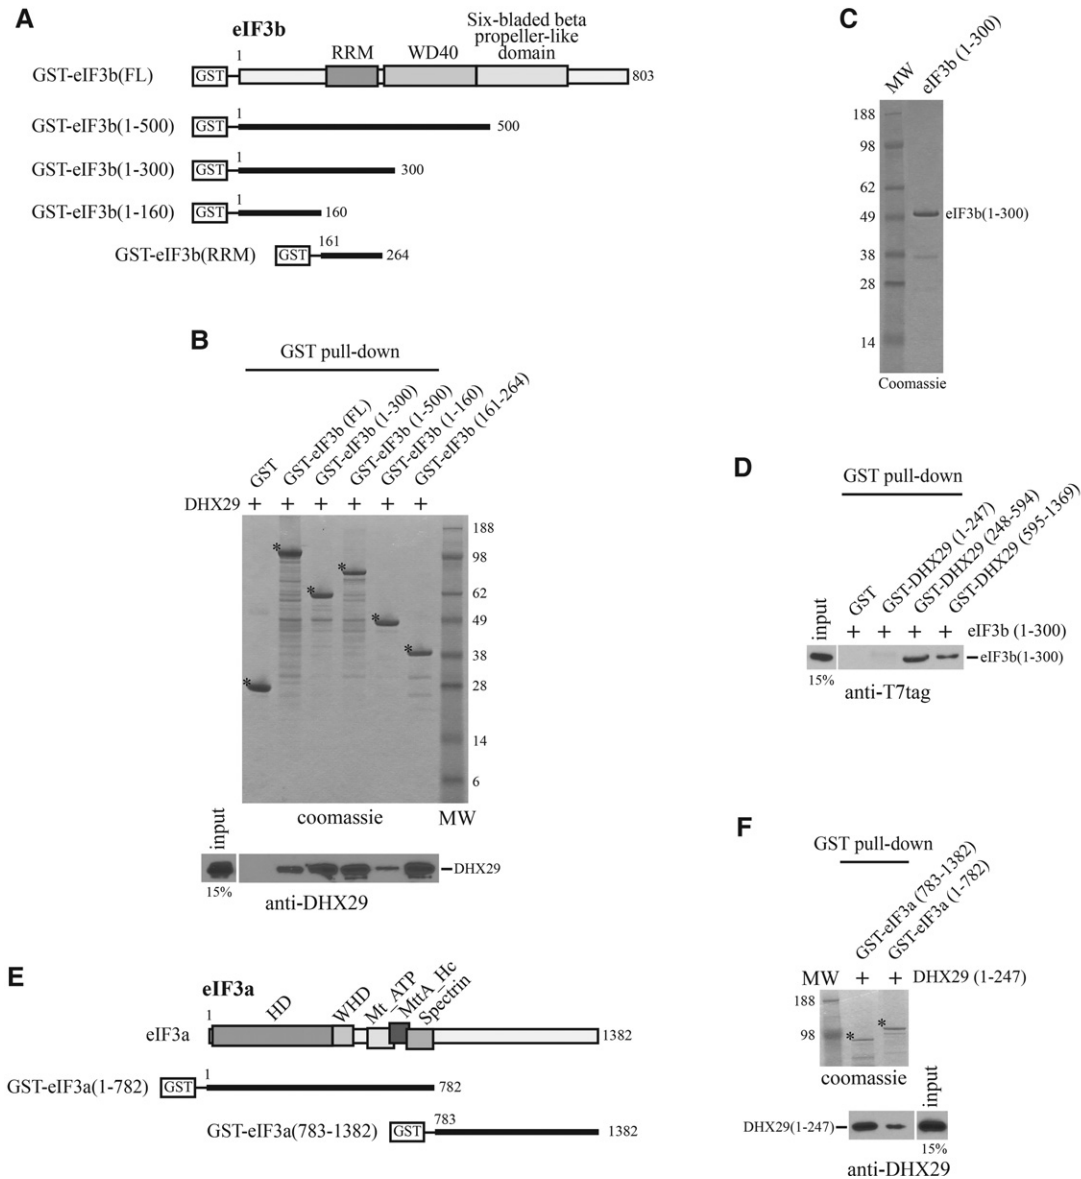 A
eIF3b
Six-bladed beta
propeller-like
domain
1
RRM
WD40
GST-eIF3b(FL)
GST
803
GST-eIF3b(1-500)
GST
1
500
GST-eIF3b(1-300)
GST
1
300
GST-eIF3b(1-160)
GST
1
160
GST-eIF3b(RRM)
GST
161
264
B
GST pull-down
GST
GST-eIF3b (FL)
GST-eIF3b (1-300)
GST-eIF3b (1-500)
GST-eIF3b (1-160)
GST-eIF3b (161-264)
DHX29 + + + + + +
* * * * * *
188
98
62
49
38
28
14
6
coomassie
MW
input
15%
DHX29
anti-DHX29
C
MW
eIF3b (1-300)
188
98
62
49
38
28
14
eIF3b(1-300)
Coomassie
D
GST pull-down
input
GST
GST-DHX29 (1-247)
GST-DHX29 (248-594)
GST-DHX29 (595-1369)
+ + + + eIF3b (1-300)
eIF3b(1-300)
15%
anti-T7tag
E
eIF3a
1
HD
WHD
Mt_ATP
MttA_Hc
Spectrin
eIF3a
1382
GST-eIF3a(1-782)
GST
1
782
GST-eIF3a(783-1382)
GST
783
1382
F
GST pull-down
GST-eIF3a (783-1382)
GST-eIF3a (1-782)
MW + + DHX29 (1-247)
188
98
* *
coomassie
input
DHX29(1-247)
15%
anti-DHX29